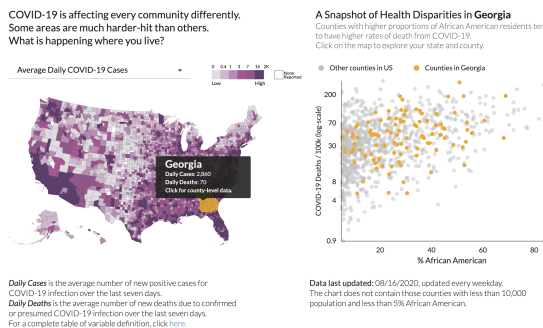 COVID-19 is affecting every community differently.
Some areas are much harder-hit than others.
What is happening where you live?
Average Daily COVID-19 Cases
0 0.4 1 3 7 16 2K
Low High
None
Reported
Georgia
Daily Cases: 2,860
Daily Deaths: 70
Click for county-level data.
Daily Cases is the average number of new positive cases for
COVID-19 infection over the last seven days.
Daily Deaths is the average number of new deaths due to confirmed
or presumed COVID-19 infection over the last seven days.
For a complete table of variable definition, click here.
A Snapshot of Health Disparities in Georgia
Counties with higher proportions of African American residents ten
to have higher rates of death from COVID-19.
Click on the map to explore your state and county.
Other counties in US Counties in Georgia
COVID-19 Deaths / 100k (log-scale)
200
70
30
8
4
0.9
20 40 60 80
% African American
Data last updated: 08/16/2020, updated every weekday.
The chart does not contain those counties with less than 10,000
population and less than 5% African American.